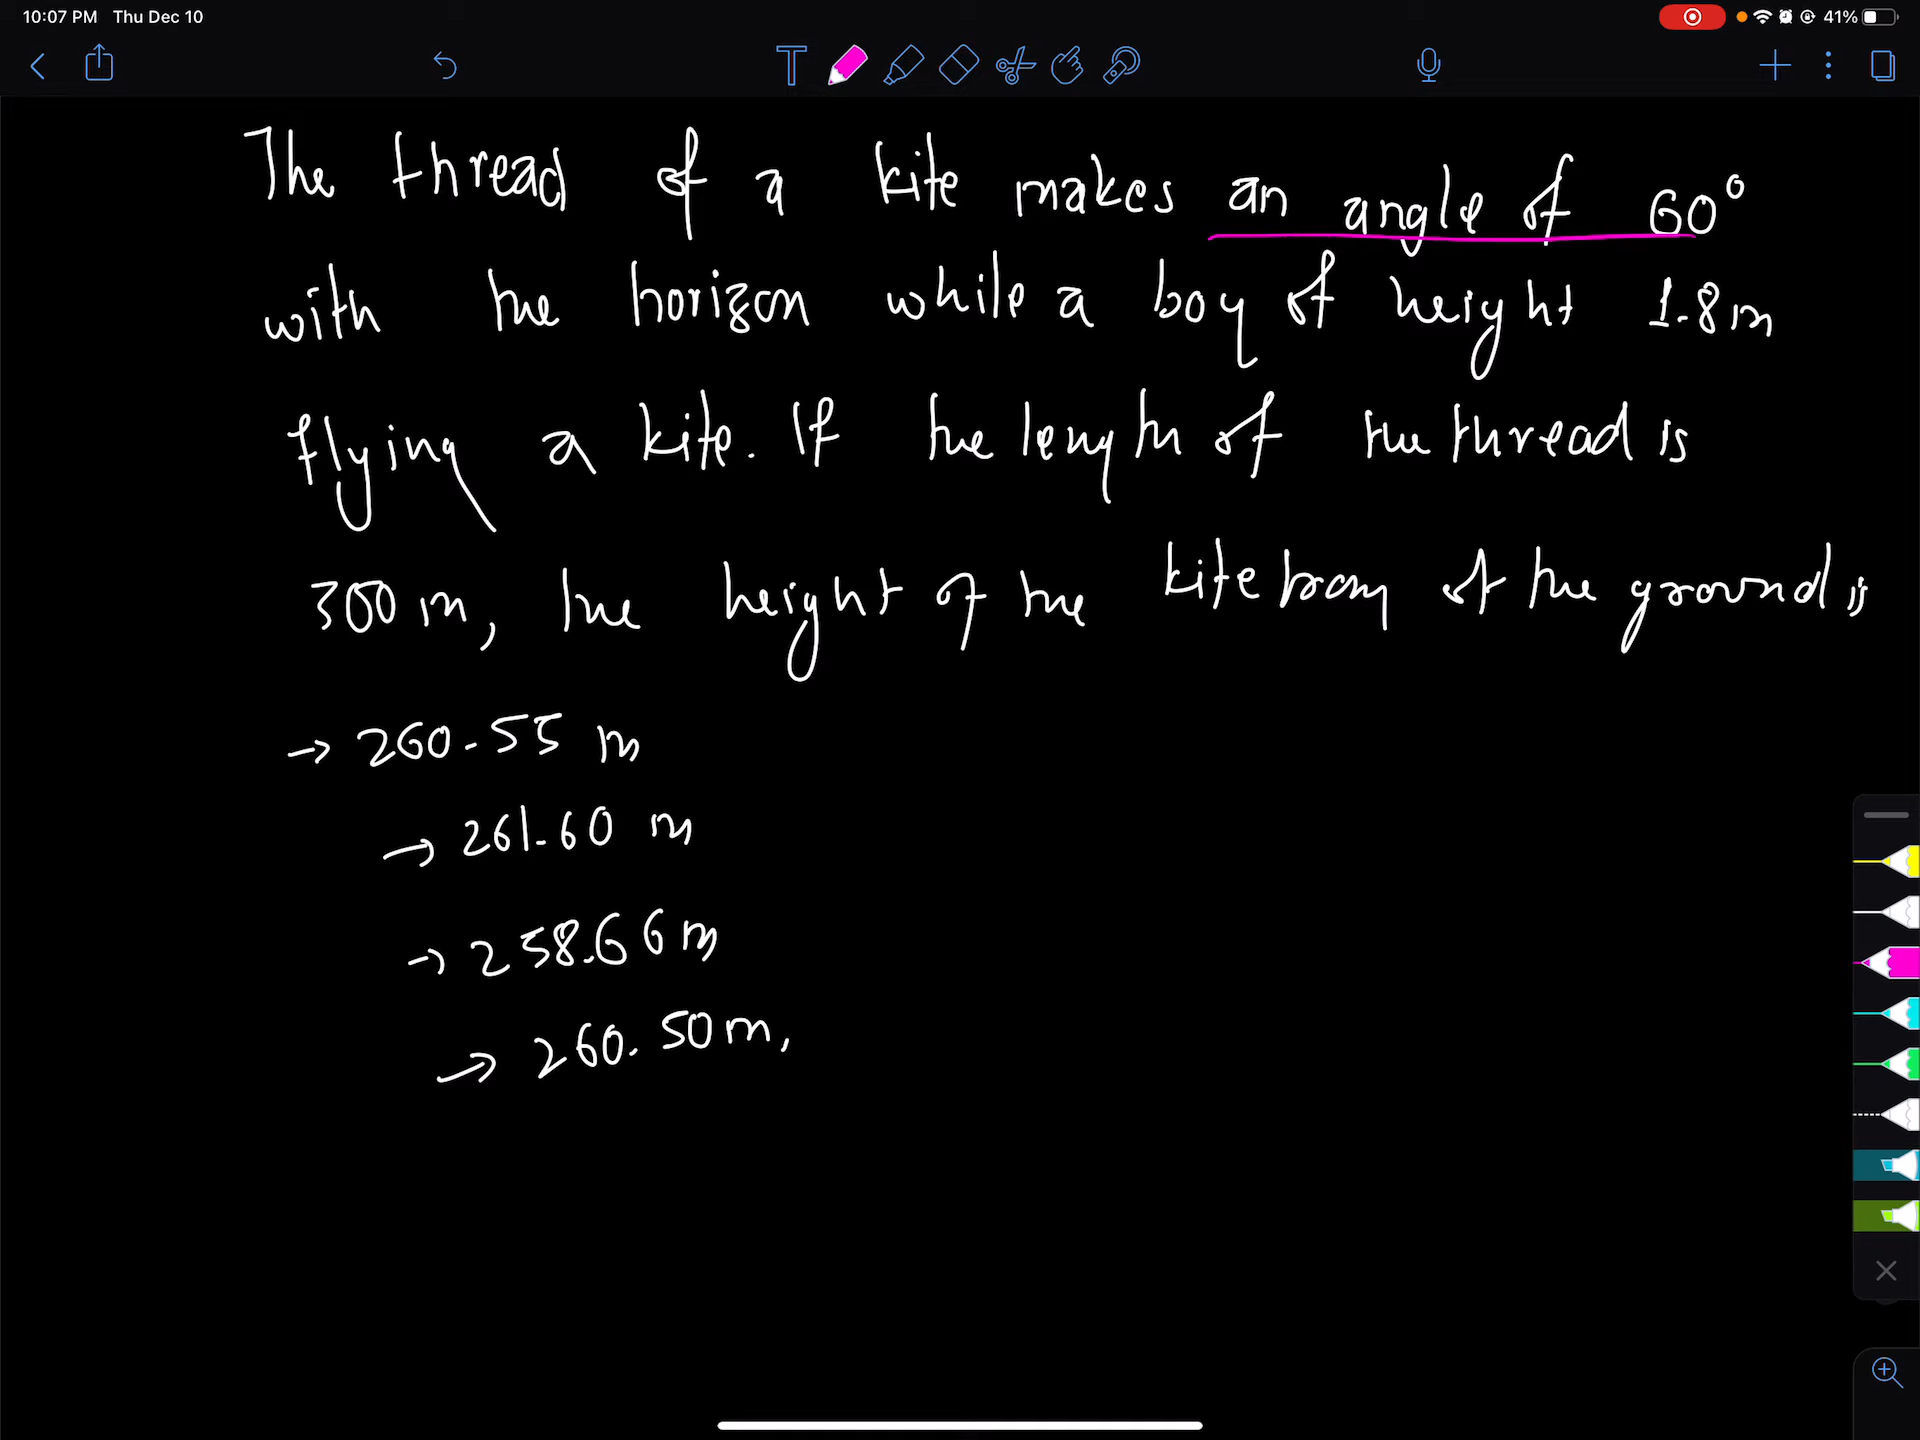 10:07 PM Thu Dec 10 41%
The thread of a kite makes an angle of 60°
with the horizon while a boy of height 1.8m
flying a kite. If the length of the thread is
300 m, the height of the kite from of the ground is
→ 260.55 m
→ 261.60 m
→ 258.66 m
→ 260.50 m,